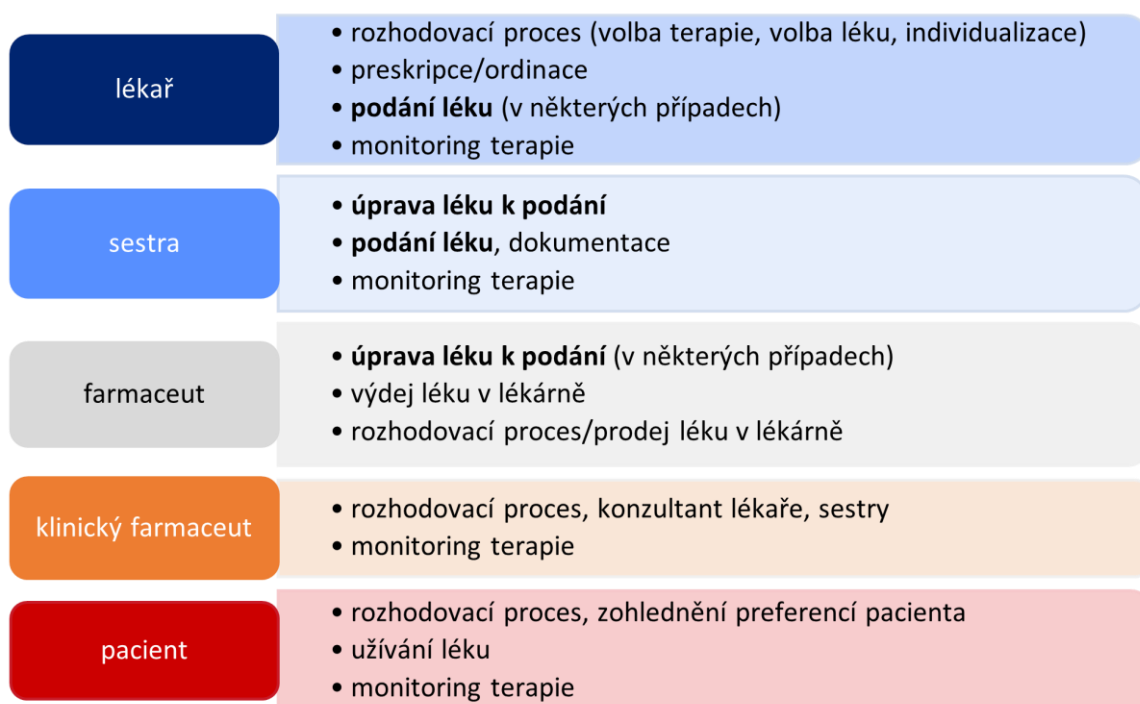 lékař
• rozhodovací proces (volba terapie, volba léku, individualizace)
• preskripce/ordinace
• podání léku (v některých případech)
• monitoring terapie
sestra
• úprava léku k podání
• podání léku, dokumentace
• monitoring terapie
farmaceut
• úprava léku k podání (v některých případech)
• výdej léku v lékárně
• rozhodovací proces/prodej léku v lékárně
klinický farmaceut
• rozhodovací proces, konzultant lékaře, sestry
• monitoring terapie
pacient
• rozhodovací proces, zohlednění preferencí pacienta
• užívání léku
• monitoring terapie